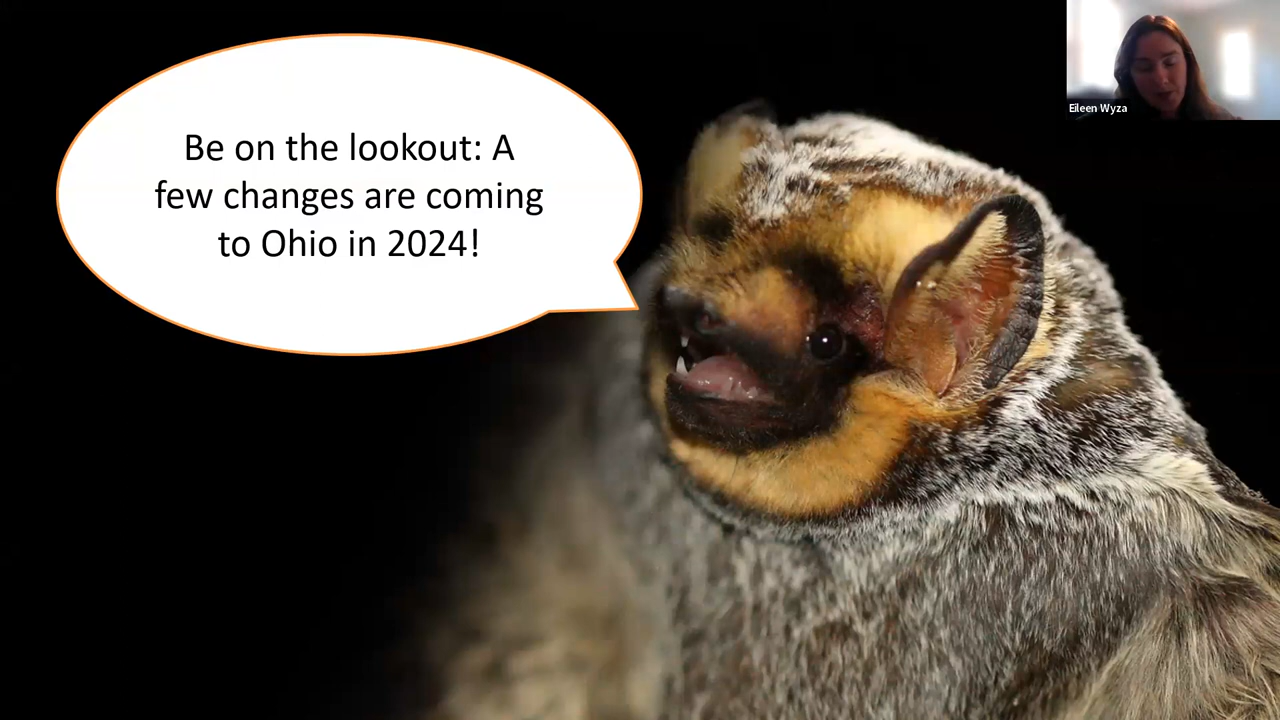 Be on the lookout: A
few changes are coming
to Ohio in 2024!
Eileen Wyza